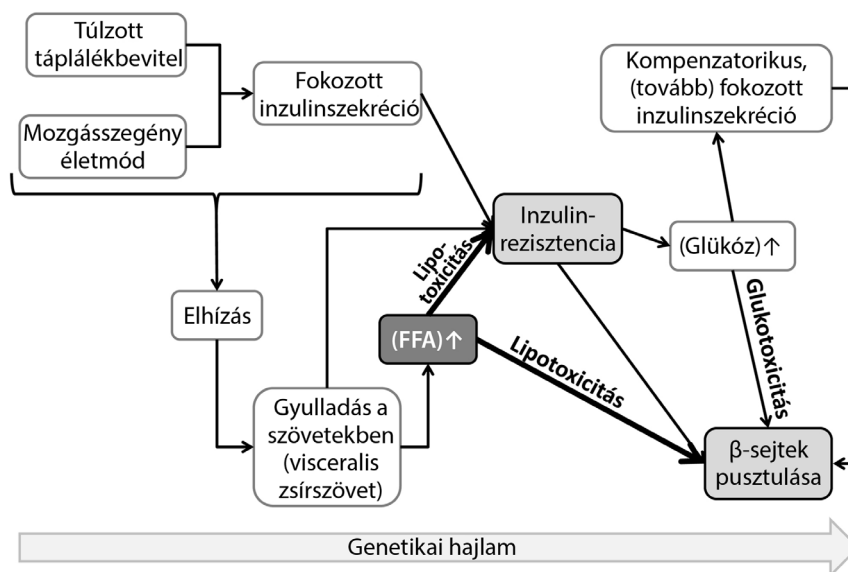 Túlzott
táplálékbevitel
Mozgásszegény
életmód
Fokozott
inzulinszekréció
Kompenzatorikus,
(tovább) fokozott
inzulinszekréció
Inzulin-
rezisztencia
(Glükóz)↑
Lipo-
toxicitás
Elhízás
(FFA)↑
Lipotoxicitás
Glukotoxicitás
Gyulladás a
szövetekben
(visceralis
zsírszövet)
β-sejtek
pusztulása
Genetikai hajlam